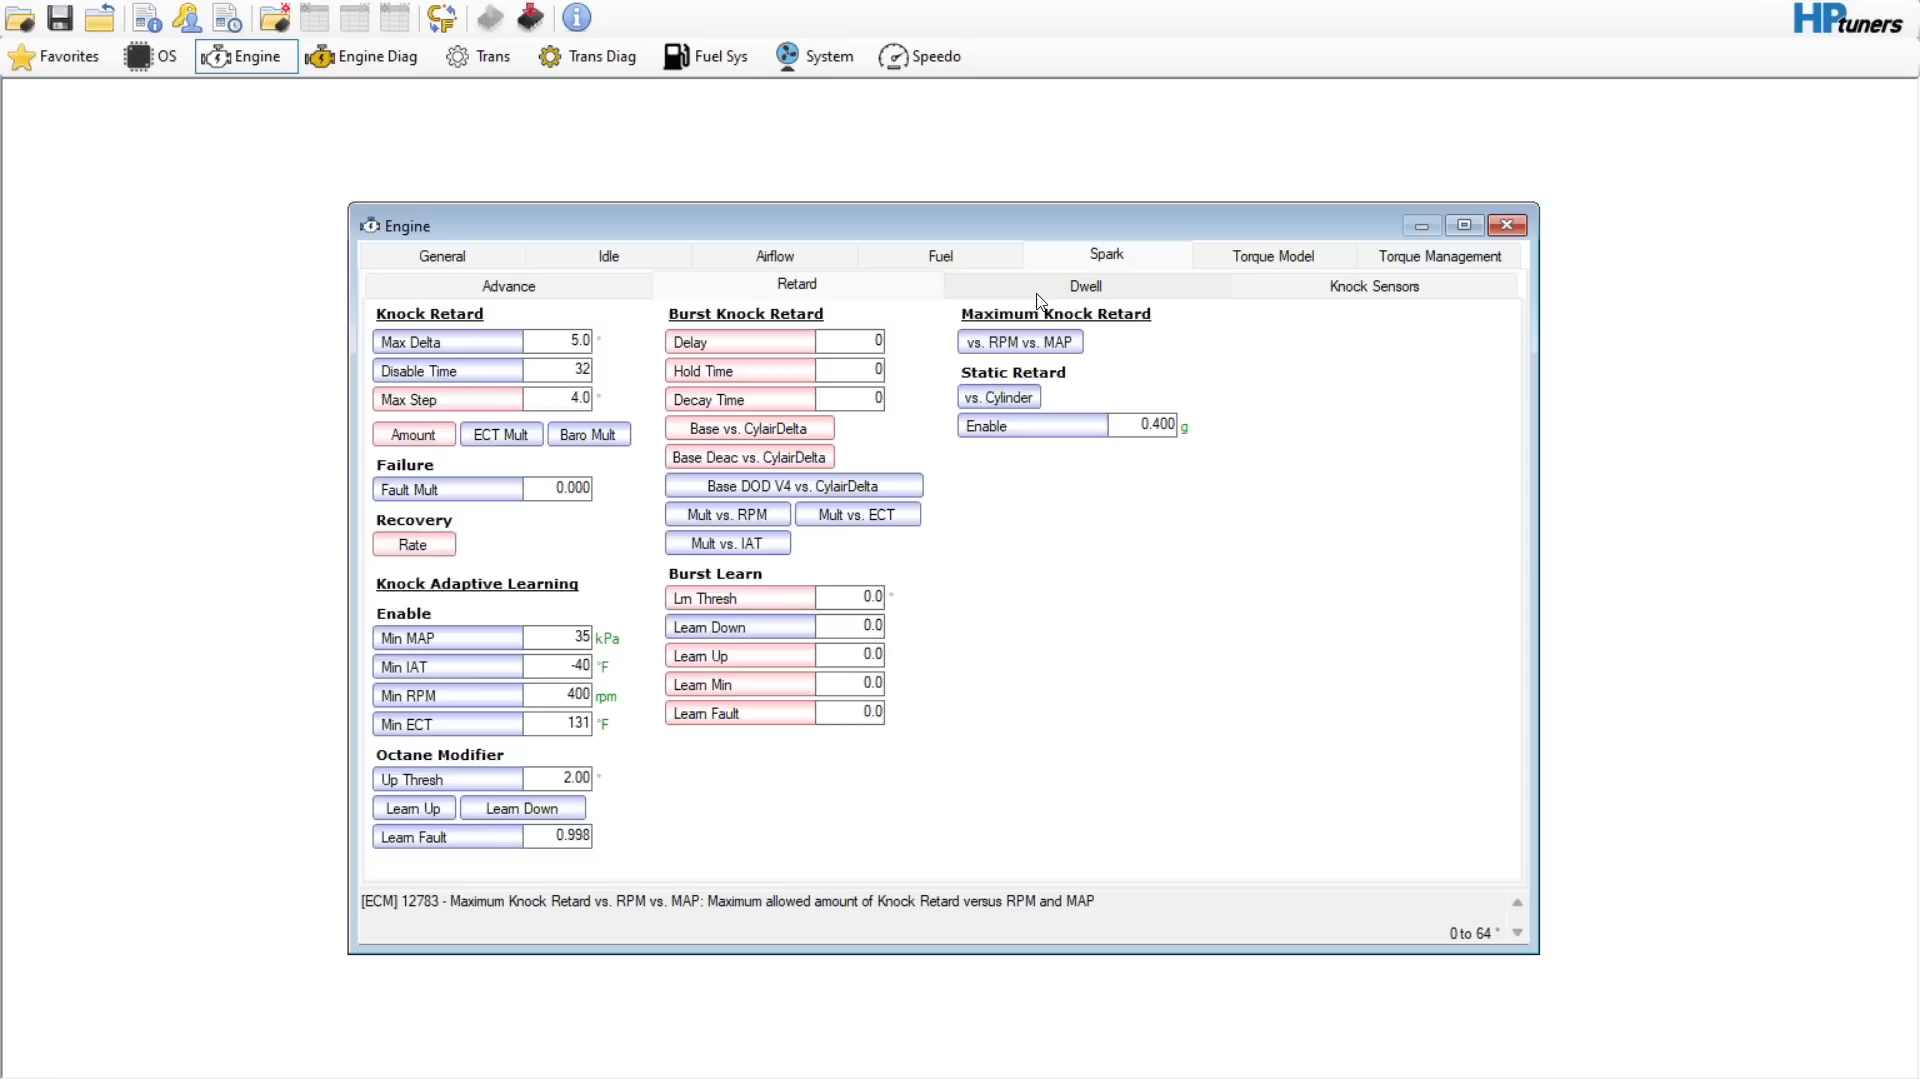 HPtuners
Favorites OS Engine Engine Diag Trans Trans Diag Fuel Sys System Speedo
Engine
General Idle Airflow Fuel Spark Torque Model Torque Management
Advance Retard Dwell Knock Sensors
Knock Retard
Max Delta 5.0 °
Disable Time 32
Max Step 4.0 °
Amount ECT Mult Baro Mult
Failure
Fault Mult 0.000
Recovery
Rate
Knock Adaptive Learning
Enable
Min MAP 35 kPa
Min IAT -40 °F
Min RPM 400 rpm
Min ECT 131 °F
Octane Modifier
Up Thresh 2.00 °
Learn Up Learn Down
Learn Fault 0.998
Burst Knock Retard
Delay 0
Hold Time 0
Decay Time 0
Base vs. CylairDelta
Base Deac vs. CylairDelta
Base DOD V4 vs. CylairDelta
Mult vs. RPM Mult vs. ECT
Mult vs. IAT
Burst Learn
Lrn Thresh 0.0 °
Learn Down 0.0
Learn Up 0.0
Learn Min 0.0
Learn Fault 0.0
Maximum Knock Retard
vs. RPM vs. MAP
Static Retard
vs. Cylinder
Enable 0.400 g
[ECM] 12783 - Maximum Knock Retard vs. RPM vs. MAP: Maximum allowed amount of Knock Retard versus RPM and MAP
0 to 64 °